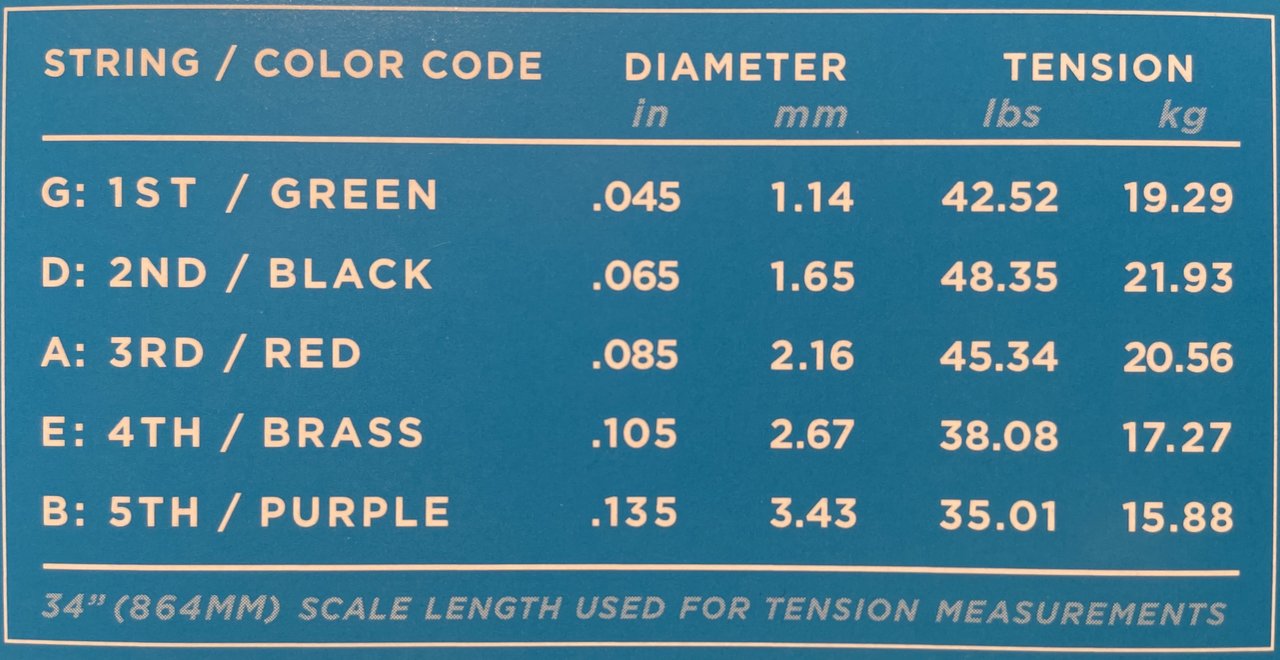 STRING / COLOR CODE DIAMETER TENSION
in mm lbs kg
G: 1ST / GREEN .045 1.14 42.52 19.29
D: 2ND / BLACK .065 1.65 48.35 21.93
A: 3RD / RED .085 2.16 45.34 20.56
E: 4TH / BRASS .105 2.67 38.08 17.27
B: 5TH / PURPLE .135 3.43 35.01 15.88
34” (864MM) SCALE LENGTH USED FOR TENSION MEASUREMENTS